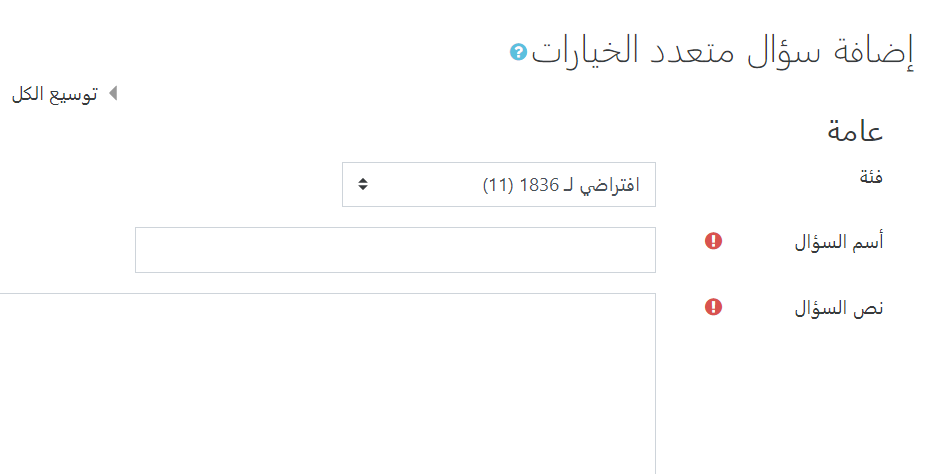 إضافة سؤال متعدد الخيارات
توسيع الكل
عامة
فئة
افتراضي لـ 1836 (11)
أسم السؤال
نص السؤال